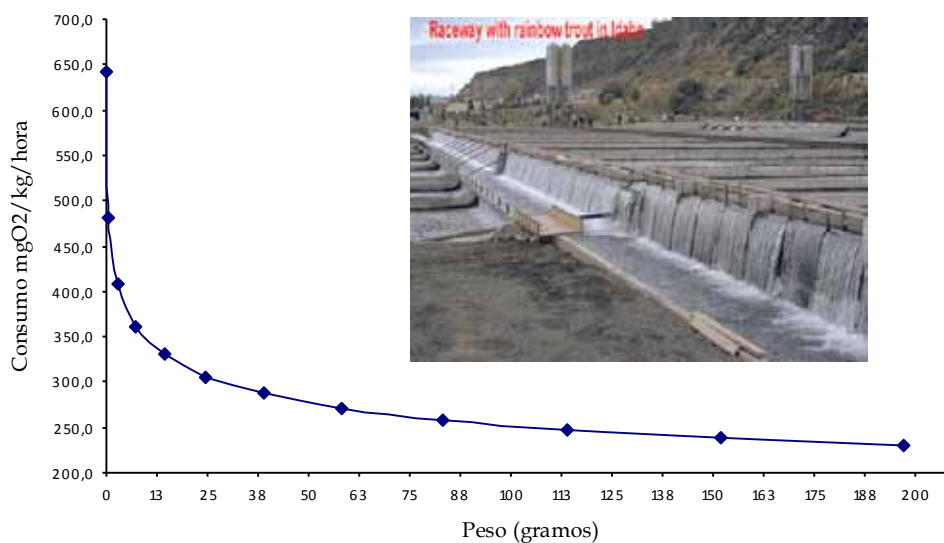 700,0
Raceway with rainbow trout in Idaho
650,0
600,0
550,0
500,0
450,0
400,0
350,0
300,0
250,0
200,0
Consumo mgO2/kg/hora
0 13 25 38 50 63 75 88 100 113 125 138 150 163 175 188 200
Peso (gramos)